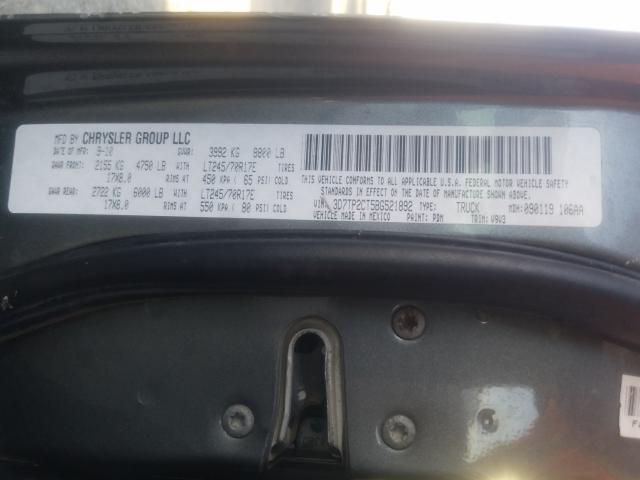 MFD BY CHRYSLER GROUP LLC
DATE OF MFR: 9-10 GVWR: 3992 KG 8800 LB
GAWR FRONT: 2155 KG 4750 LB WITH LT245/70R17E TIRES
17X8.0 RIMS AT 450 KPA ( 65 PSI) COLD
GAWR REAR: 2722 KG 6000 LB WITH LT245/70R17E TIRES
17X8.0 RIMS AT 550 KPA ( 80 PSI) COLD
THIS VEHICLE CONFORMS TO ALL APPLICABLE U.S.A. FEDERAL MOTOR VEHICLE SAFETY
STANDARDS IN EFFECT ON THE DATE OF MANUFACTURE SHOWN ABOVE.
VIN: 3D7TP2CT5BG521892 TYPE: TRUCK MDH: 090119 106AA
VEHICLE MADE IN MEXICO PAINT: PDM TRIM: V9V3